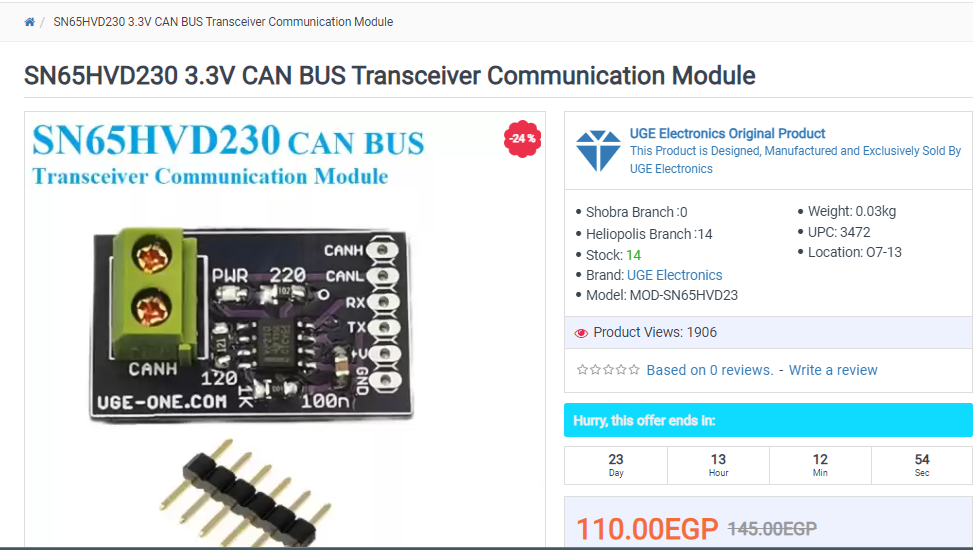 SN65HVD230 3.3V CAN BUS Transceiver Communication Module
SN65HVD230 3.3V CAN BUS Transceiver Communication Module
SN65HVD230 CAN BUS
Transceiver Communication Module
-24 %
CANH
CANL
RX
TX
+V
GND
PWR 220
102
121
CANH
120
1K
100n
UGE-ONE.COM
UGE Electronics Original Product
This Product is Designed, Manufactured and Exclusively Sold By
UGE Electronics
Shobra Branch :0
Heliopolis Branch :14
Stock: 14
Brand: UGE Electronics
Model: MOD-SN65HVD23
Weight: 0.03kg
UPC: 3472
Location: O7-13
Product Views: 1906
Based on 0 reviews. - Write a review
Hurry, this offer ends in:
23 13 12 54
Day Hour Min Sec
110.00EGP 145.00EGP